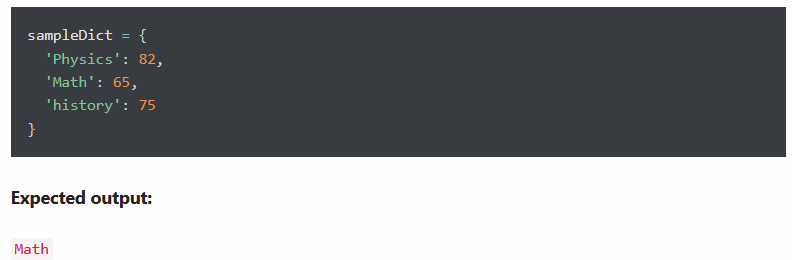 sampleDict = {
  'Physics': 82,
  'Math': 65,
  'history': 75
}
Expected output:
Math